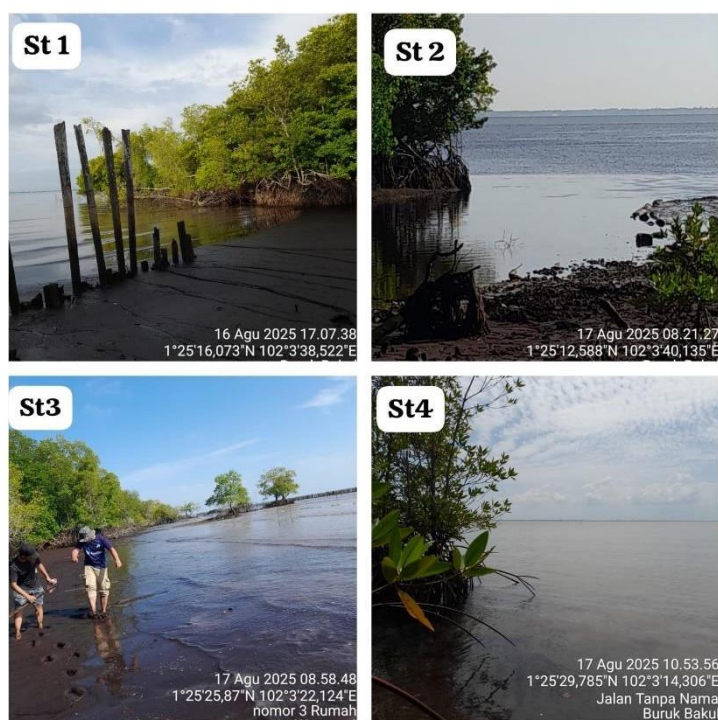 St 1
16 Agu 2025 17.07.38
1°25'16,073"N 102°3'38,522"E
St 2
17 Agu 2025 08.21.27
1°25'12,588"N 102°3'40,135"E
St3
17 Agu 2025 08.58.48
1°25'25,87"N 102°3'22,124"E
nomor 3 Rumah
St4
17 Agu 2025 10.53.56
1°25'29,785"N 102°3'14,306"E
Jalan Tanpa Nama
Buruk Bakul